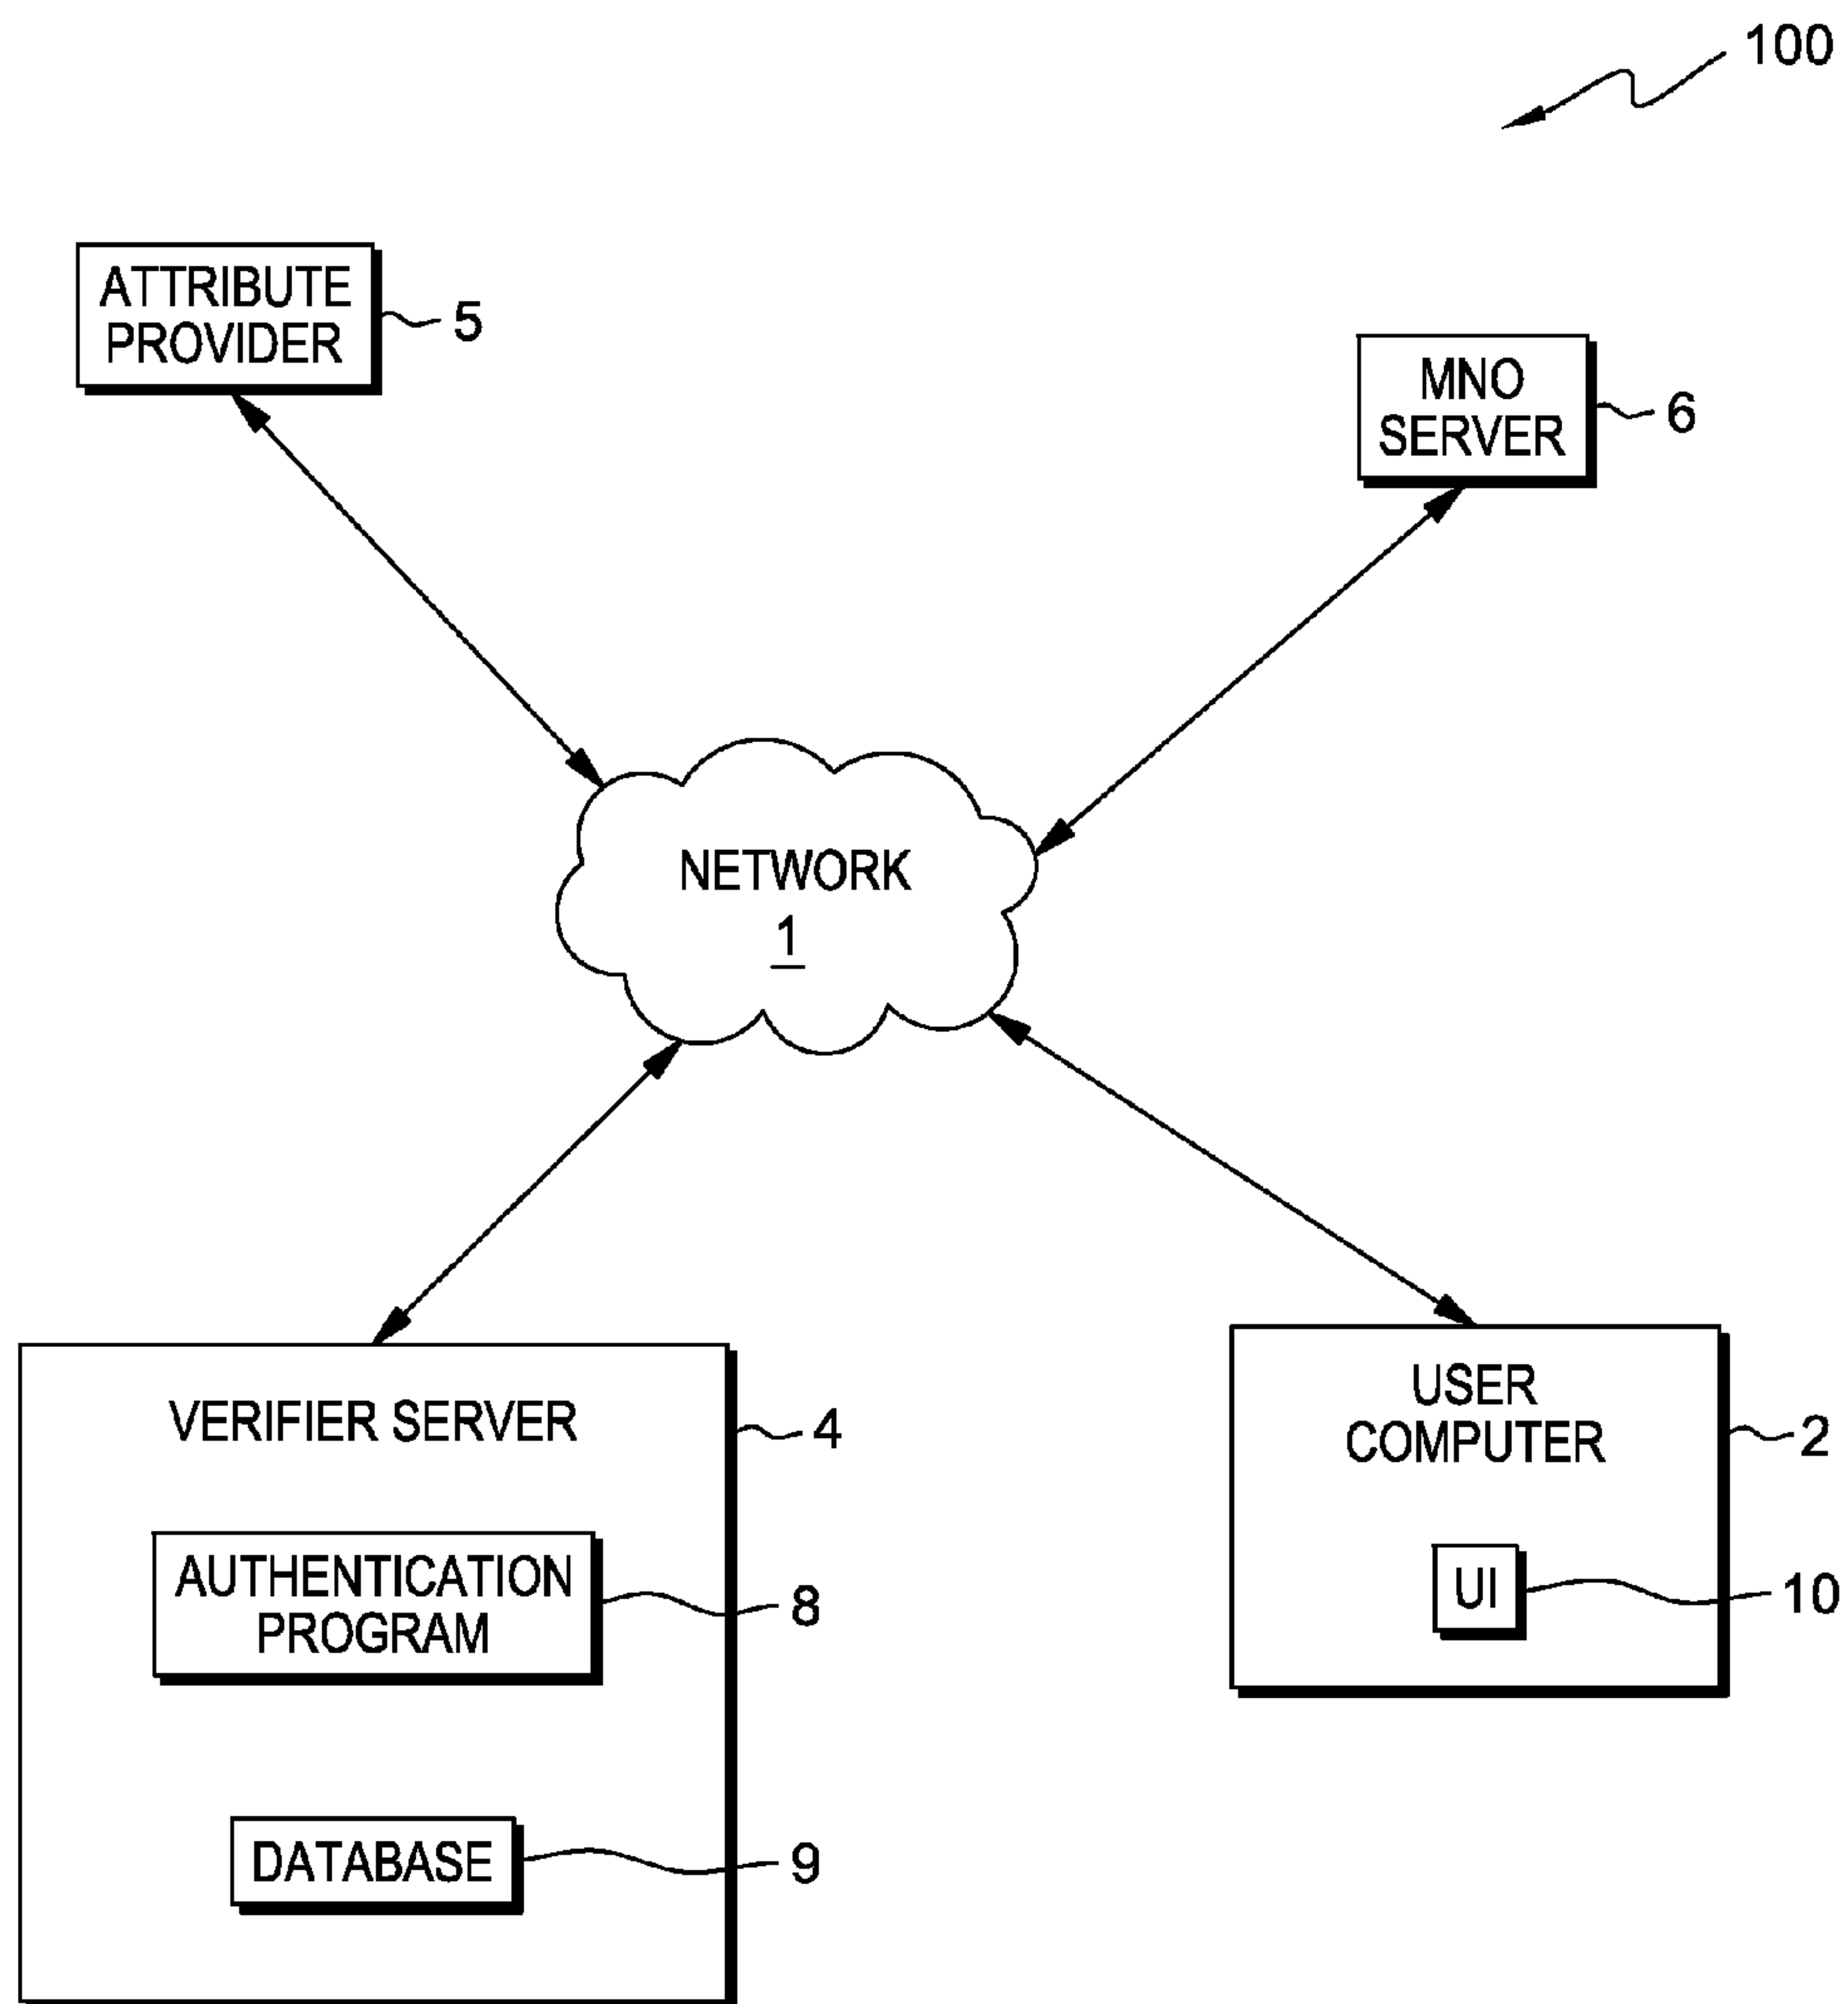 100
ATTRIBUTE
PROVIDER
5
MNO
SERVER
6
NETWORK
1
VERIFIER SERVER
4
AUTHENTICATION
PROGRAM
8
DATABASE
9
USER
COMPUTER
2
UI
10